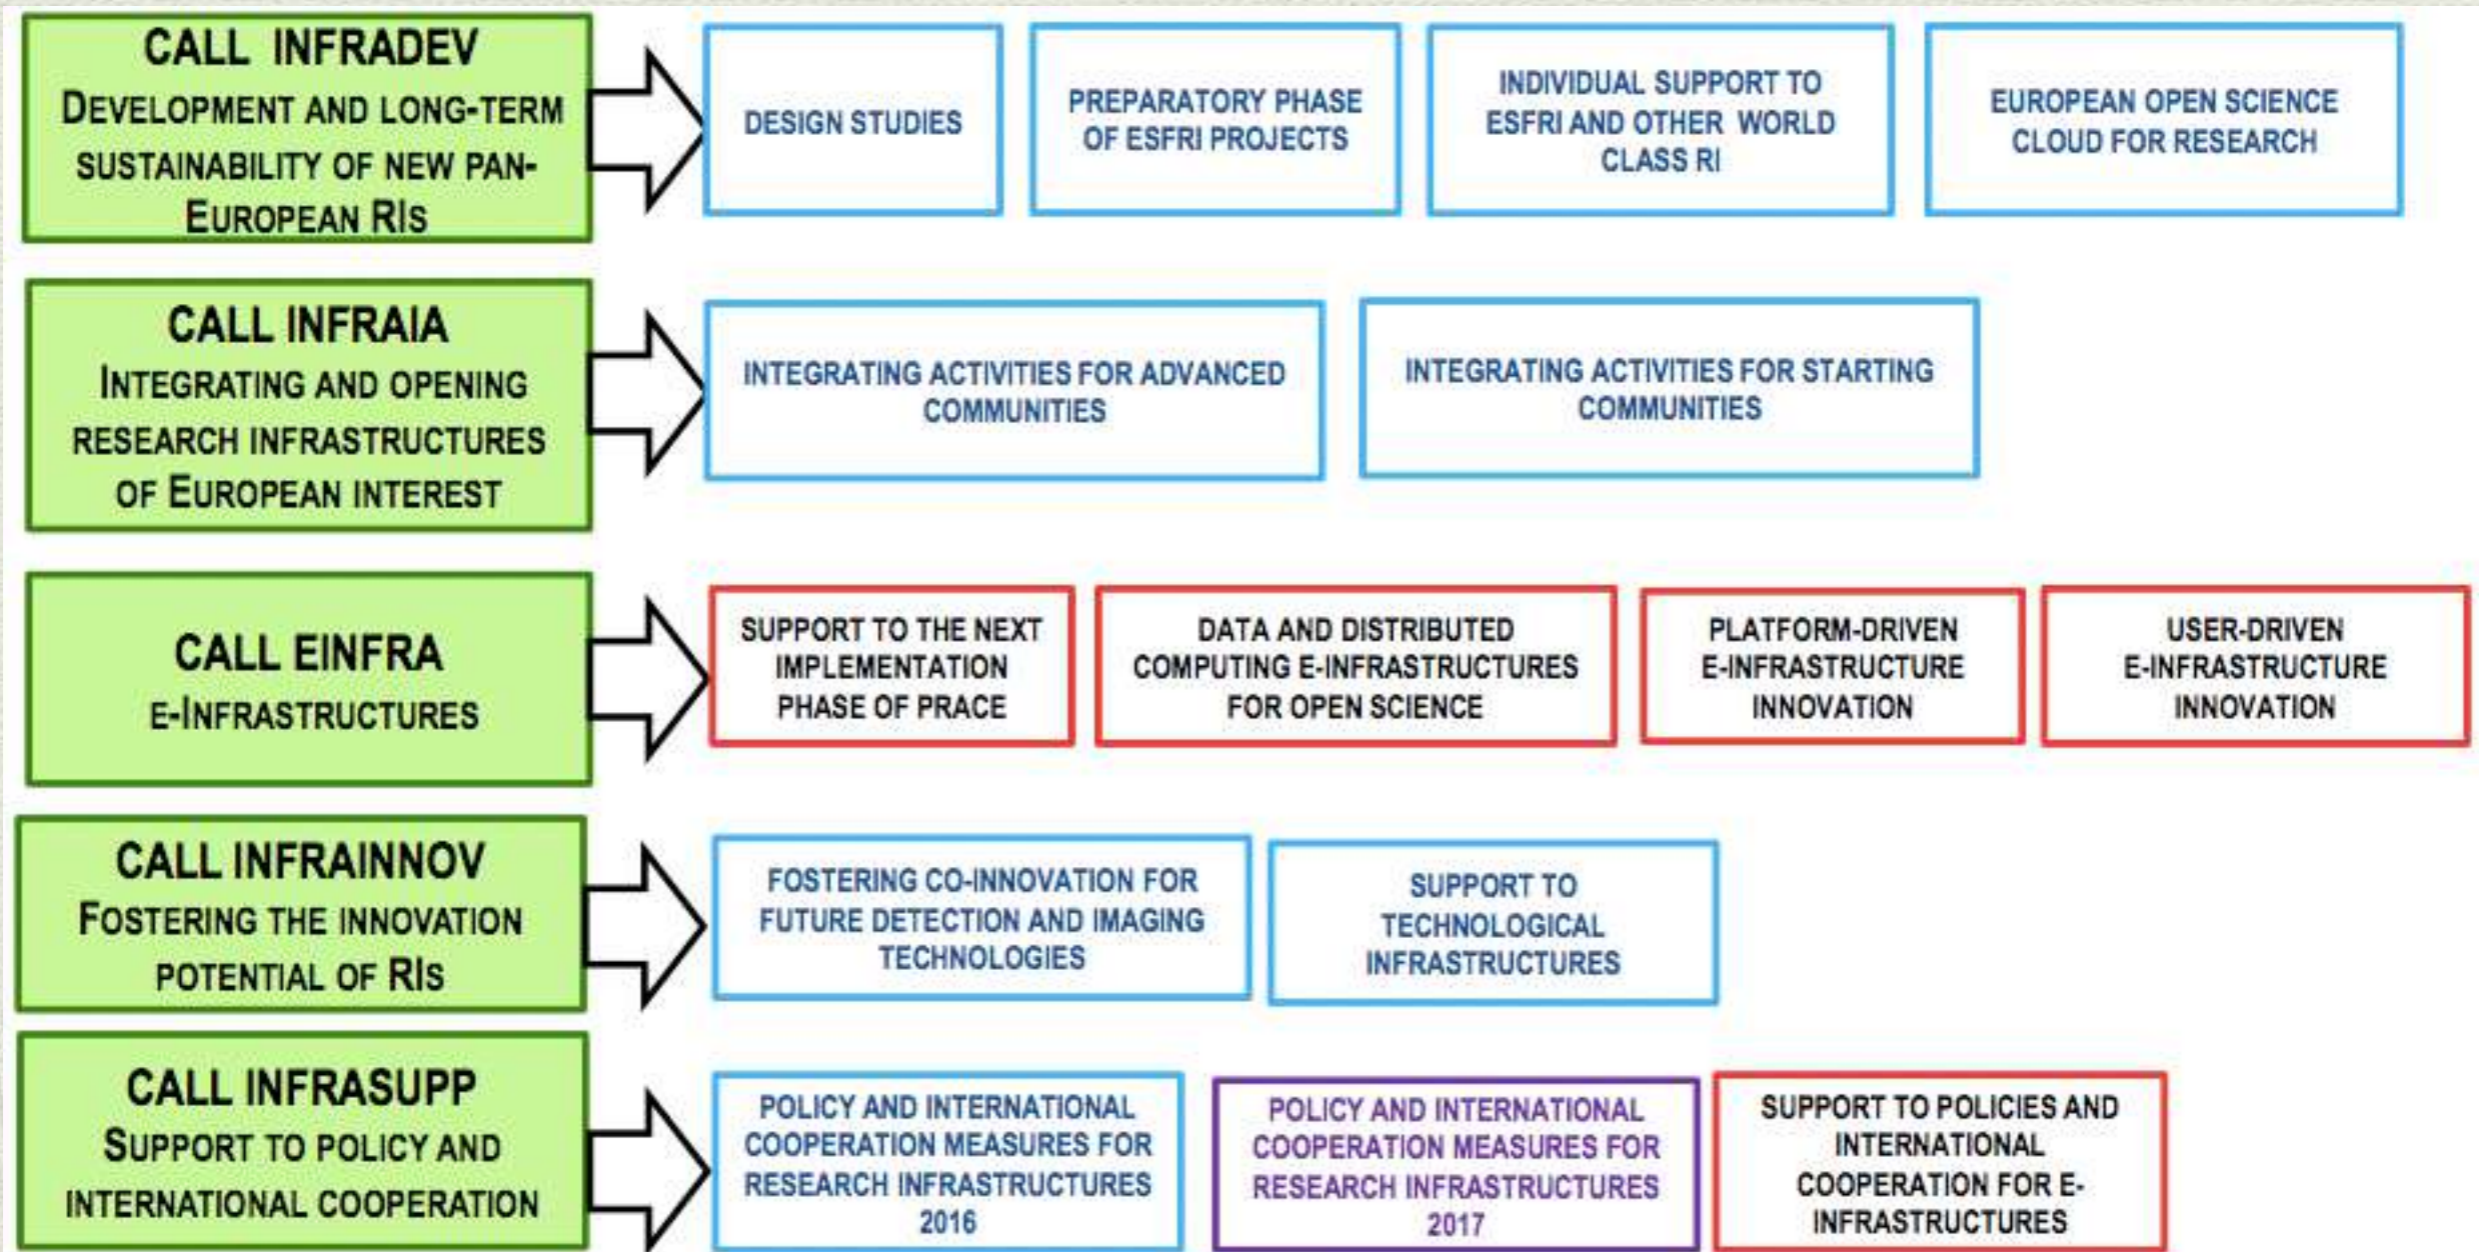 CALL INFRADEV
DEVELOPMENT AND LONG-TERM
SUSTAINABILITY OF NEW PAN-
EUROPEAN RIS
DESIGN STUDIES
PREPARATORY PHASE
OF ESFRI PROJECTS
INDIVIDUAL SUPPORT TO
ESFRI AND OTHER WORLD
CLASS RI
EUROPEAN OPEN SCIENCE
CLOUD FOR RESEARCH
CALL INFRAIA
INTEGRATING AND OPENING
RESEARCH INFRASTRUCTURES
OF EUROPEAN INTEREST
INTEGRATING ACTIVITIES FOR ADVANCED
COMMUNITIES
INTEGRATING ACTIVITIES FOR STARTING
COMMUNITIES
CALL EINFRA
E-INFRASTRUCTURES
SUPPORT TO THE NEXT
IMPLEMENTATION
PHASE OF PRACE
DATA AND DISTRIBUTED
COMPUTING E-INFRASTRUCTURES
FOR OPEN SCIENCE
PLATFORM-DRIVEN
E-INFRASTRUCTURE
INNOVATION
USER-DRIVEN
E-INFRASTRUCTURE
INNOVATION
CALL INFRAINNOV
FOSTERING THE INNOVATION
POTENTIAL OF RIS
FOSTERING CO-INNOVATION FOR
FUTURE DETECTION AND IMAGING
TECHNOLOGIES
SUPPORT TO
TECHNOLOGICAL
INFRASTRUCTURES
CALL INFRASUPP
SUPPORT TO POLICY AND
INTERNATIONAL COOPERATION
POLICY AND INTERNATIONAL
COOPERATION MEASURES FOR
RESEARCH INFRASTRUCTURES
2016
POLICY AND INTERNATIONAL
COOPERATION MEASURES FOR
RESEARCH INFRASTRUCTURES
2017
SUPPORT TO POLICIES AND
INTERNATIONAL
COOPERATION FOR E-
INFRASTRUCTURES